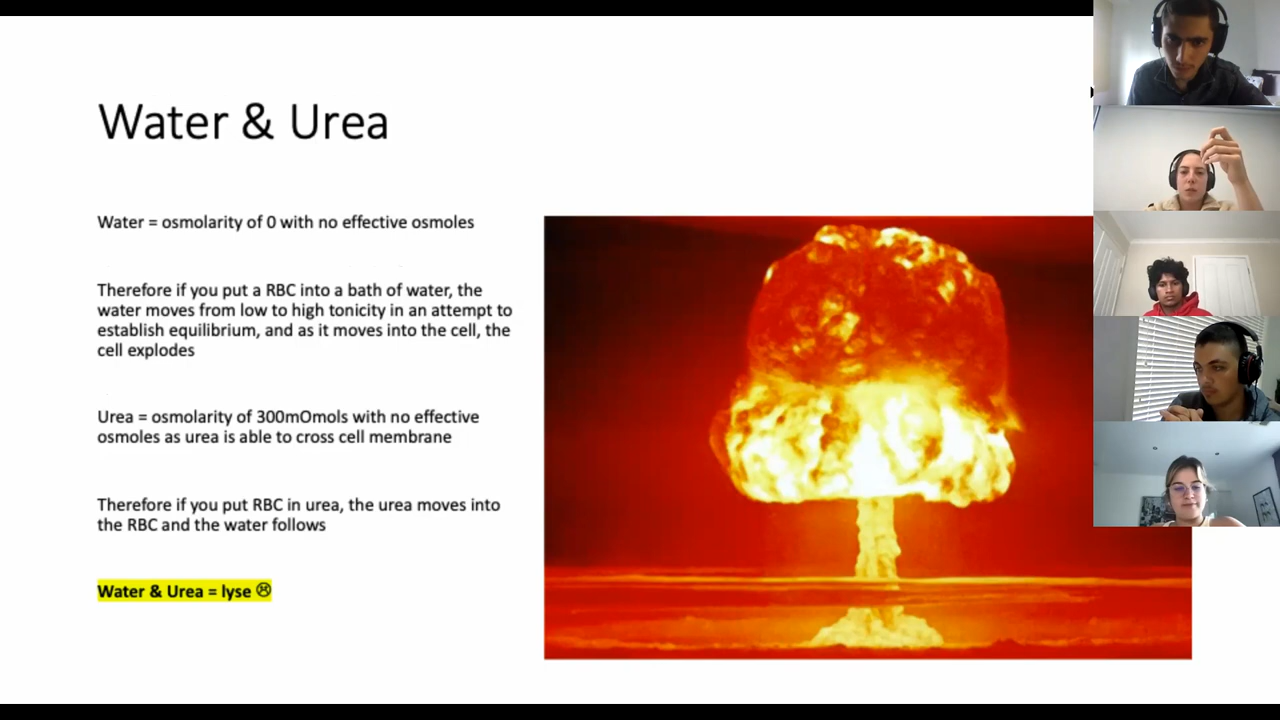 Water & Urea
Water = osmolarity of 0 with no effective osmoles
Therefore if you put a RBC into a bath of water, the
water moves from low to high tonicity in an attempt to
establish equilibrium, and as it moves into the cell, the
cell explodes
Urea = osmolarity of 300mOmols with no effective
osmoles as urea is able to cross cell membrane
Therefore if you put RBC in urea, the urea moves into
the RBC and the water follows
Water & Urea = lyse ☹